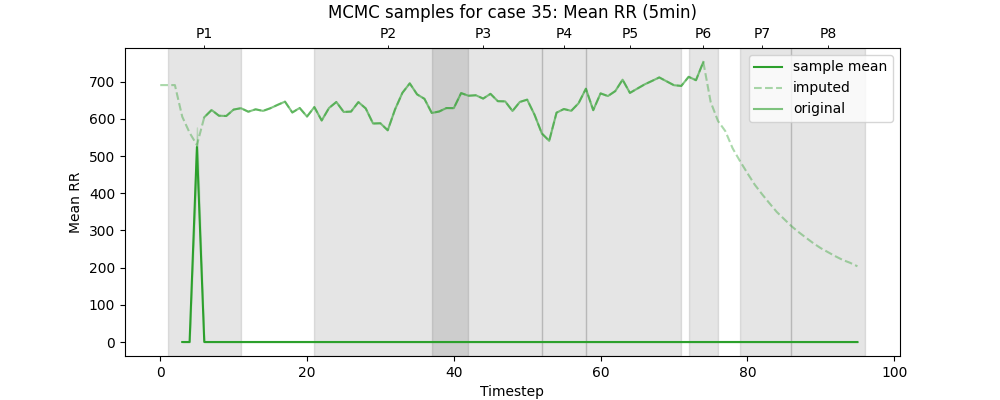 MCMC samples for case 35: Mean RR (5min)
P1 P2 P3 P4 P5 P6 P7 P8
sample mean
imputed
original
700
600
500
400
300
200
100
0
Mean RR
0 20 40 60 80 100
Timestep